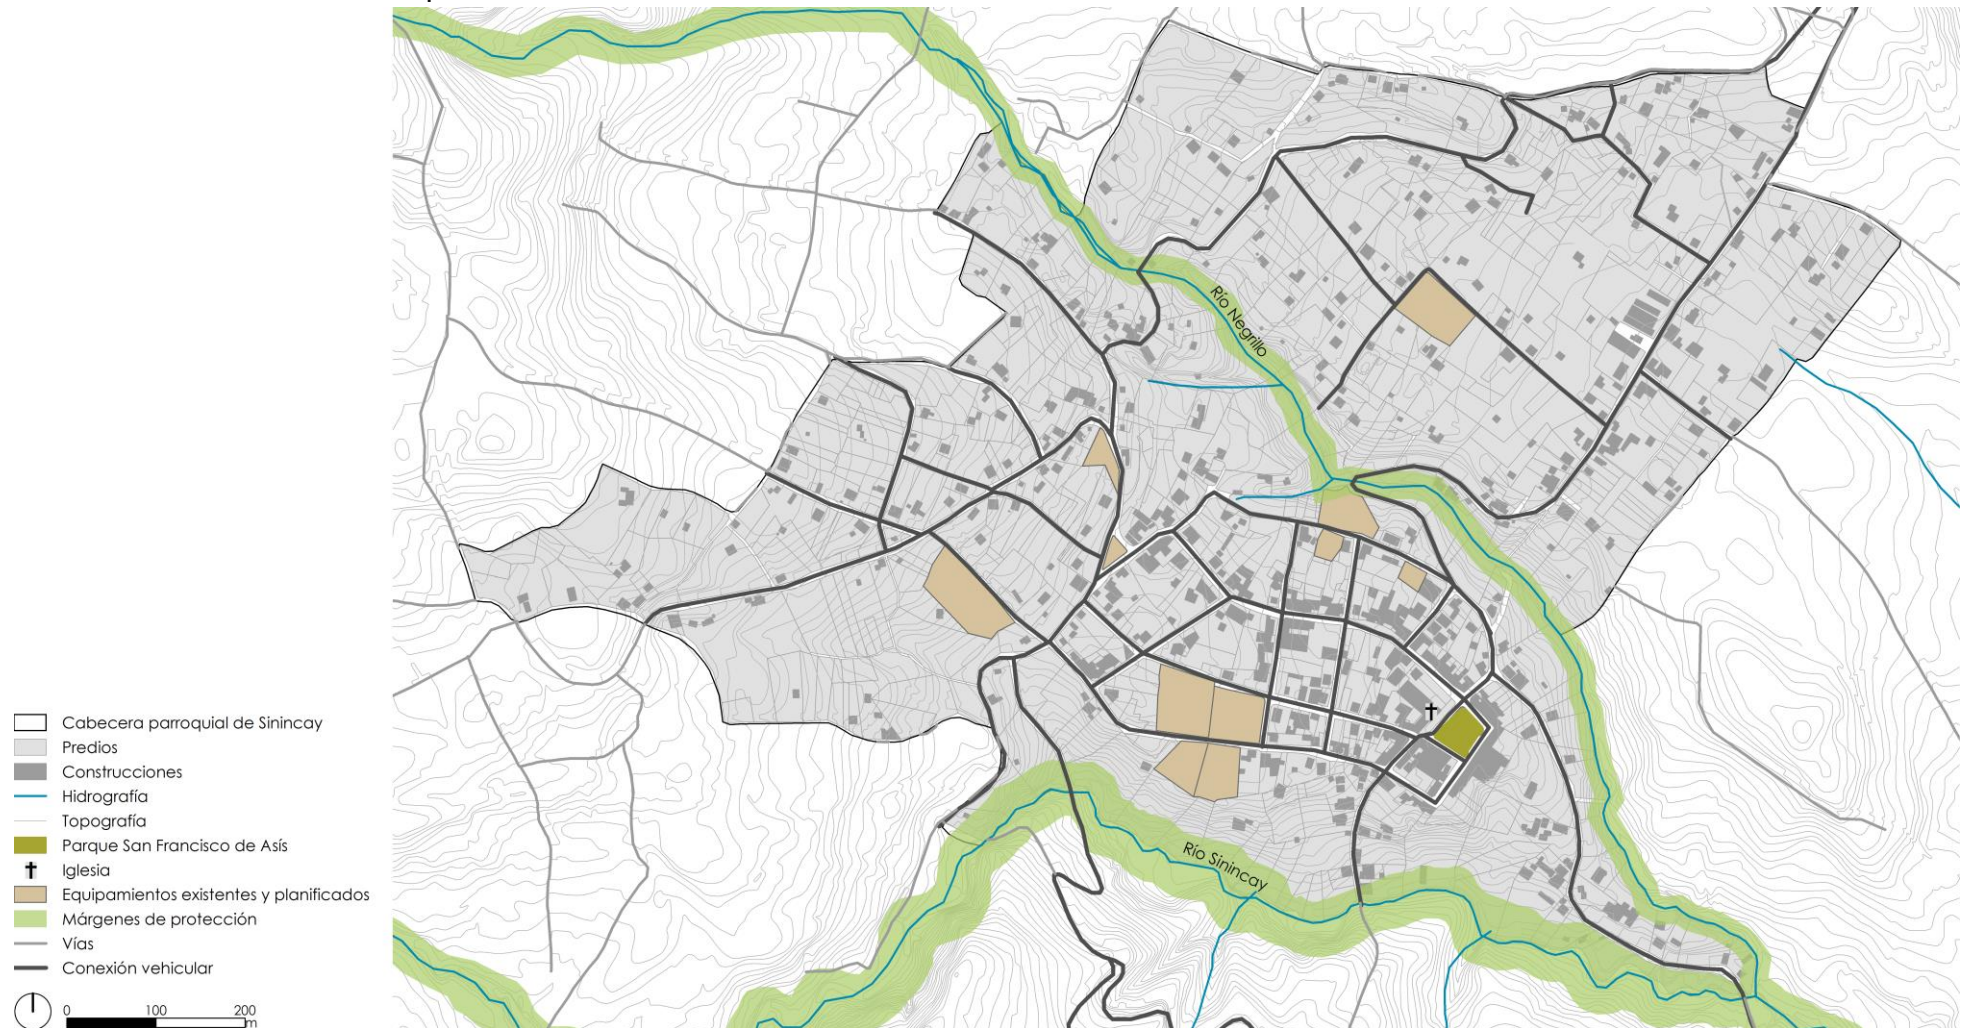 Río Negrillo
Río Sinincay
Cabecera parroquial de Sinincay
Predios
Construcciones
Hidrografía
Topografía
Parque San Francisco de Asís
Iglesia
Equipamientos existentes y planificados
Márgenes de protección
Vías
Conexión vehicular
0 100 200
m